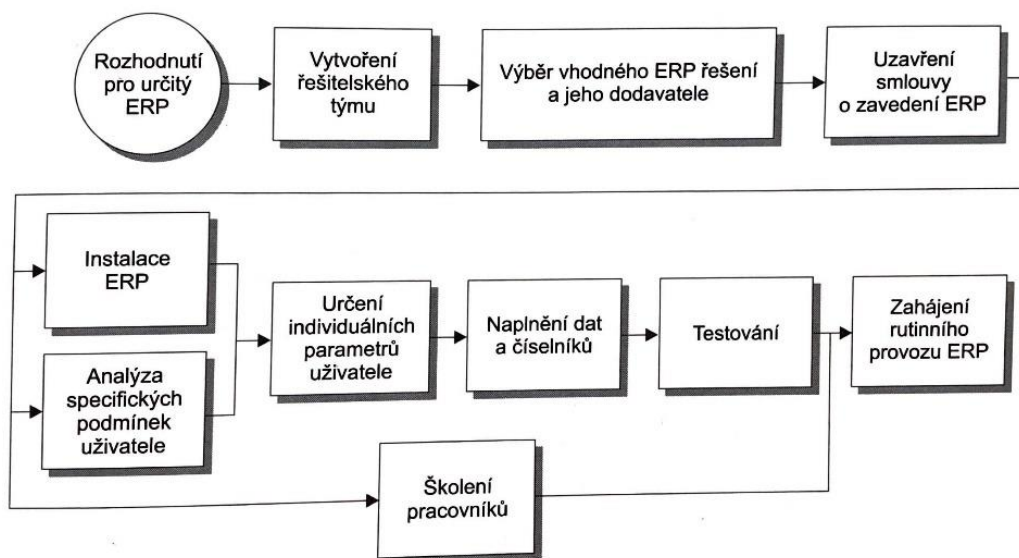 Rozhodnutí
pro určitý
ERP
Vytvoření
řešitelského
týmu
Výběr vhodného ERP řešení
a jeho dodavatele
Uzavření
smlouvy
o zavedení ERP
Instalace
ERP
Analýza
specifických
podmínek
uživatele
Určení
individuálních
parametrů
uživatele
Naplnění dat
a číselníků
Testování
Zahájení
rutinního
provozu ERP
Školení
pracovníků